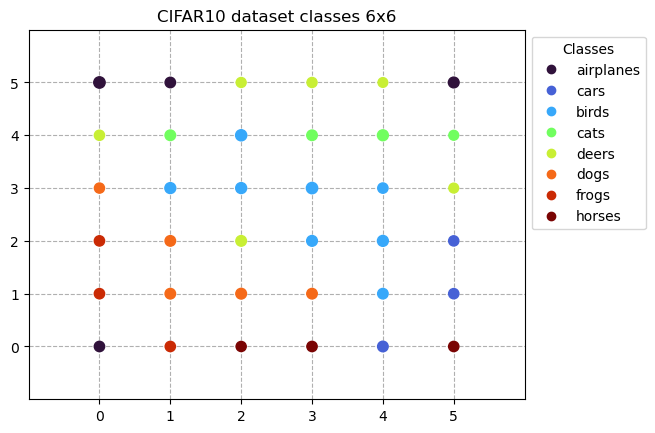 CIFAR10 dataset classes 6x6
Classes
airplanes
cars
birds
cats
deers
dogs
frogs
horses
5
4
3
2
1
0
0 1 2 3 4 5